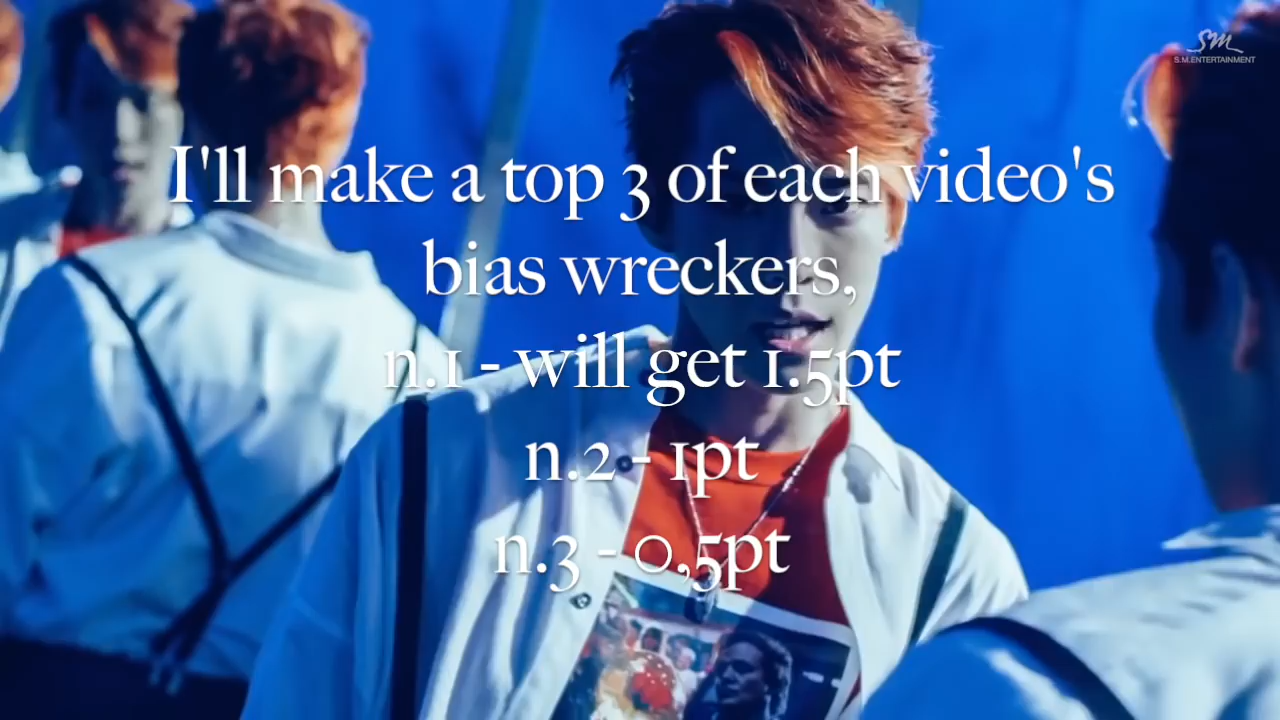 SM
S.M.ENTERTAINMENT
I'll make a top 3 of each video's
bias wreckers,
n.1 - will get 1.5pt
n.2 - 1pt
n.3 - 0,5pt